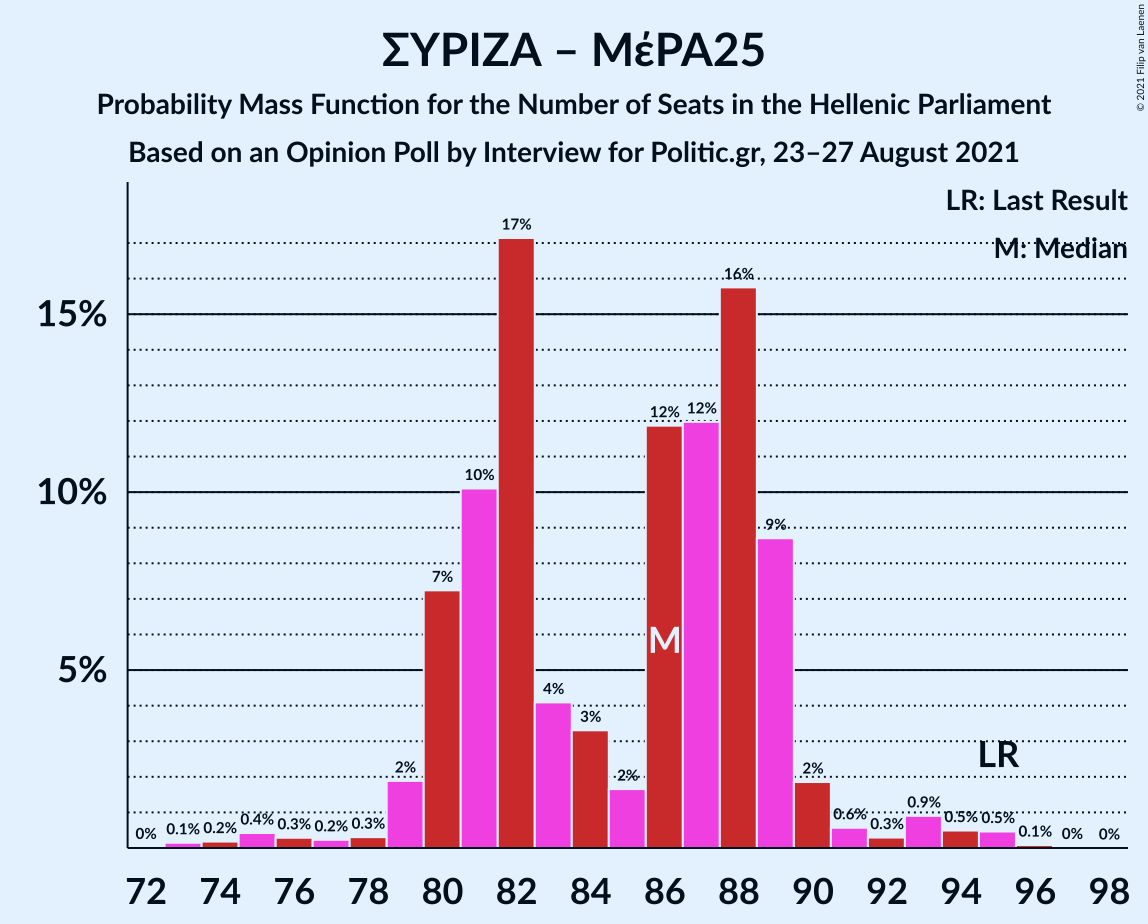 ΣΥΡΙΖΑ – ΜέΡΑ25
Probability Mass Function for the Number of Seats in the Hellenic Parliament
Based on an Opinion Poll by Interview for Politic.gr, 23–27 August 2021
© 2021 Filip van Laenen
LR: Last Result
M: Median
17%
16%
15%
12% 12%
10%
10%
9%
7%
M
5%
4%
3%
LR
2% 2% 2%
0% 0.1% 0.2% 0.4% 0.3% 0.2% 0.3% 0.6% 0.3% 0.9% 0.5% 0.5% 0.1% 0% 0%
72 74 76 78 80 82 84 86 88 90 92 94 96 98